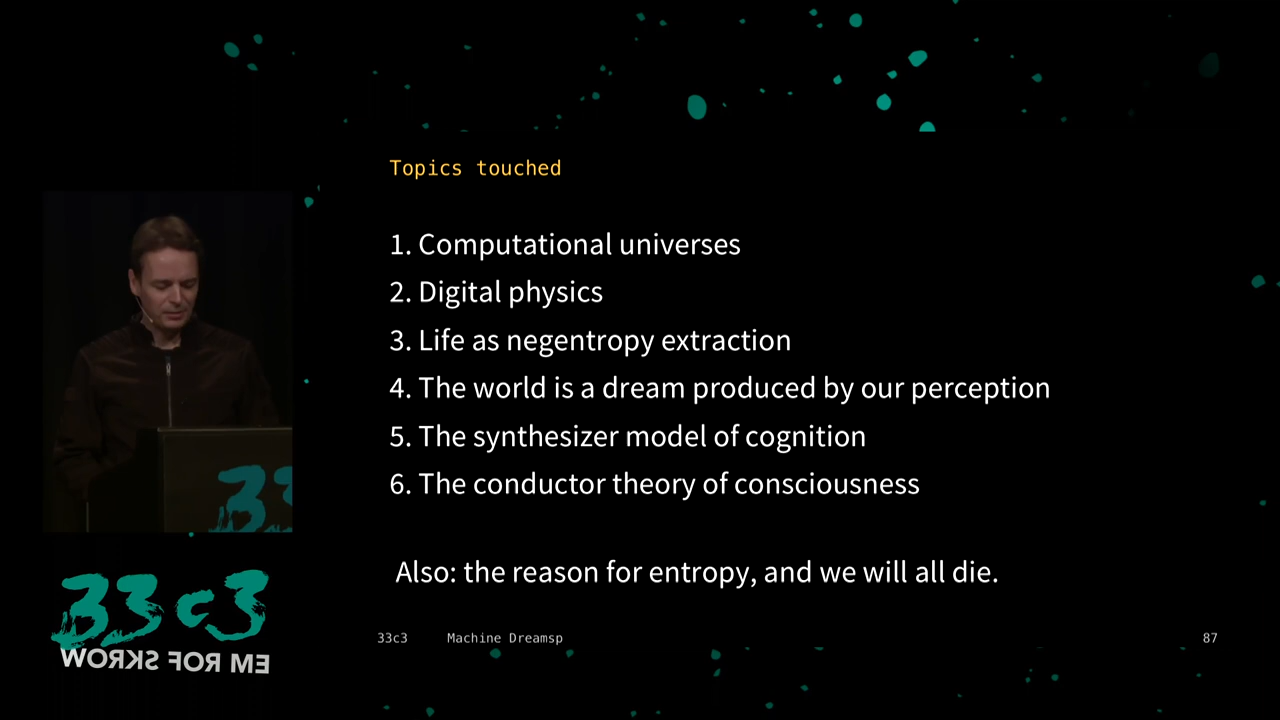 Topics touched
1. Computational universes
2. Digital physics
3. Life as negentropy extraction
4. The world is a dream produced by our perception
5. The synthesizer model of cognition
6. The conductor theory of consciousness
Also: the reason for entropy, and we will all die.
33
33c3
WORKS FOR ME
33c3 Machine Dreamsp 87